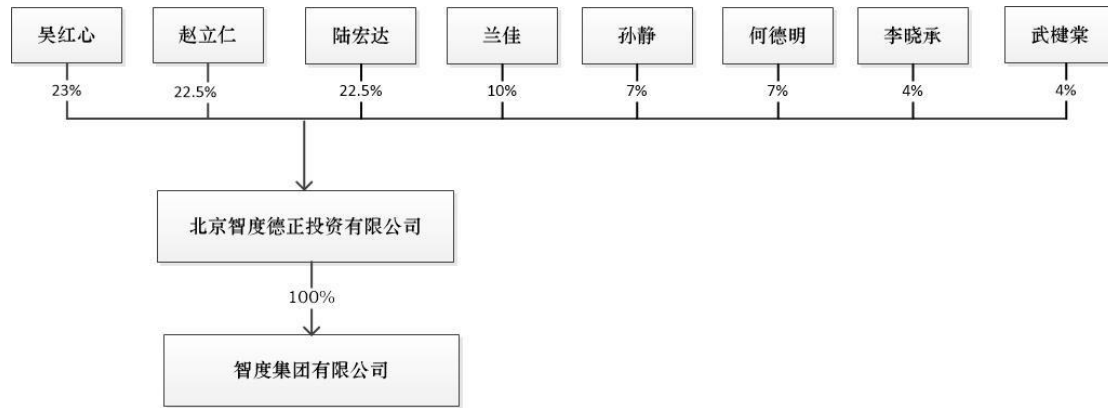 吴红心
赵立仁
陆宏达
兰佳
孙静
何德明
李晓承
武楗棠
23%
22.5%
22.5%
10%
7%
7%
4%
4%
北京智度德正投资有限公司
100%
智度集团有限公司